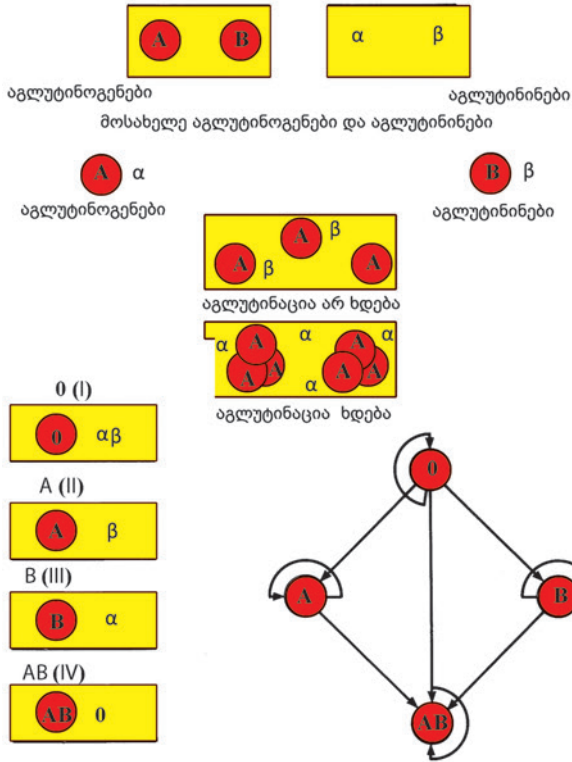 A B α β
აგლუტინოგენები აგლუტინინები
მოსახელე აგლუტინოგენები და აგლუტინინები
A α B β
აგლუტინოგენები აგლუტინინები
A β A β A
აგლუტინაცია არ ხდება
α A A A α α A A A α
აგლუტინაცია ხდება
0 (I)
0 αβ
A (II)
A β
B (III)
B α
AB (IV)
AB 0
0
A B
AB